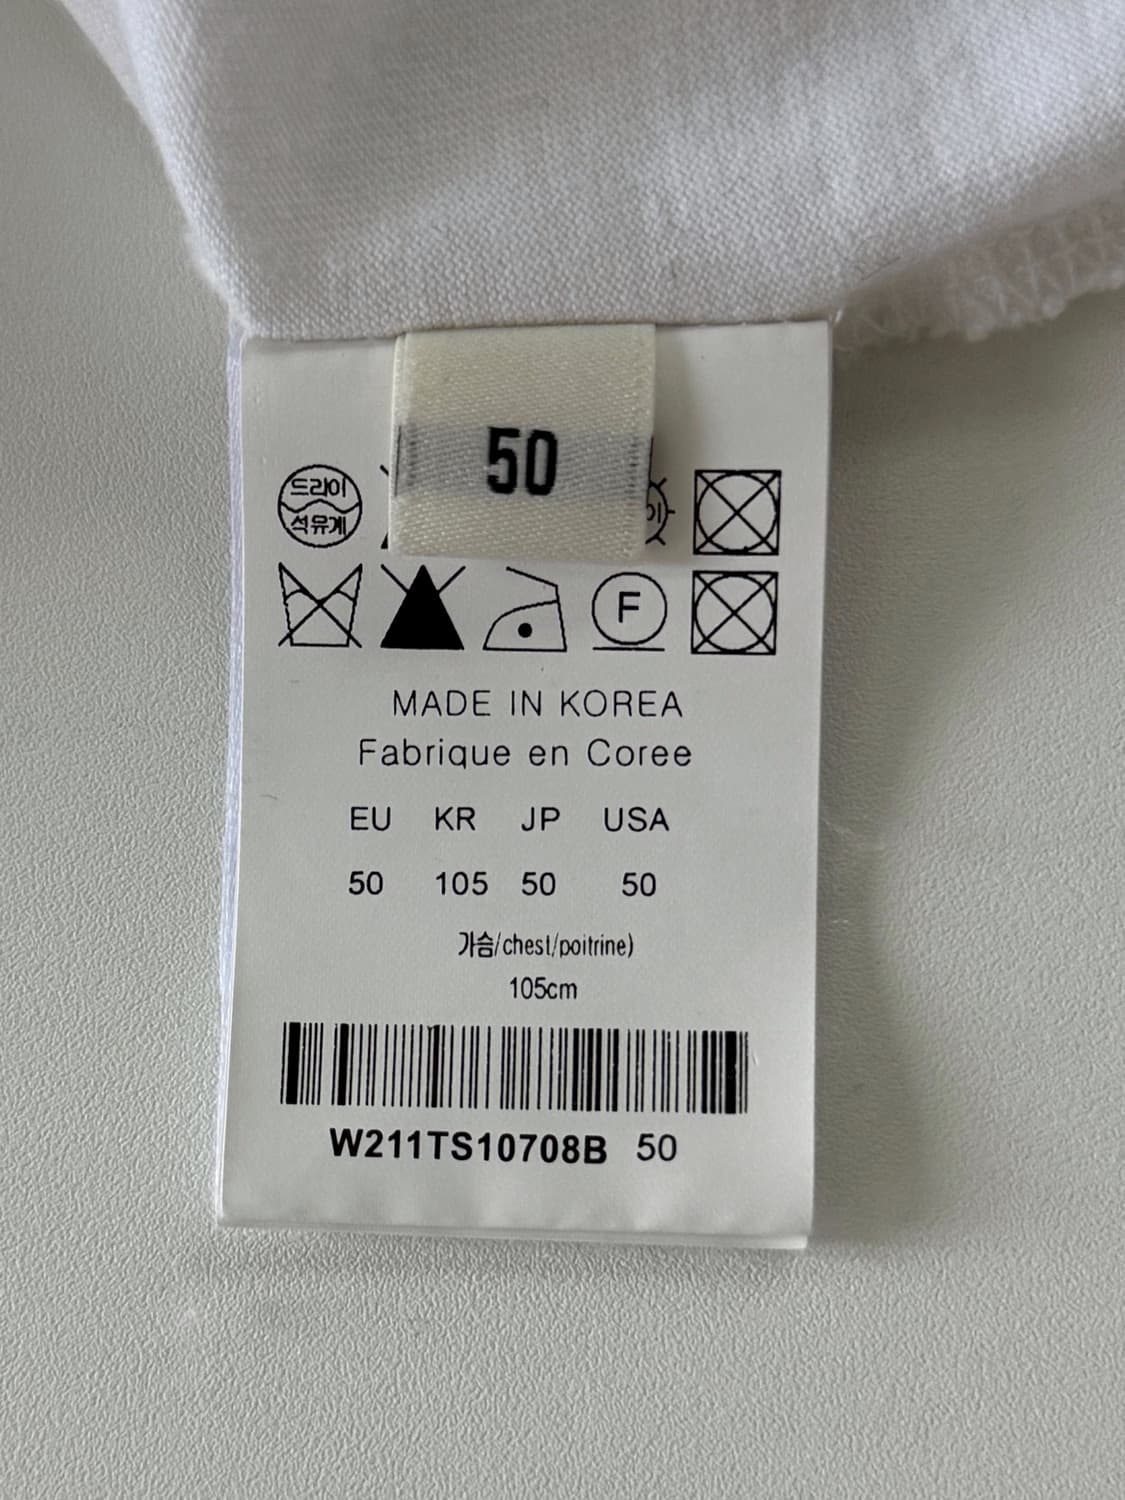 50
드라이
석유계
F
MADE IN KOREA
Fabrique en Coree
EU KR JP USA
50 105 50 50
가슴/chest/poitrine)
105cm
W211TS10708B 50